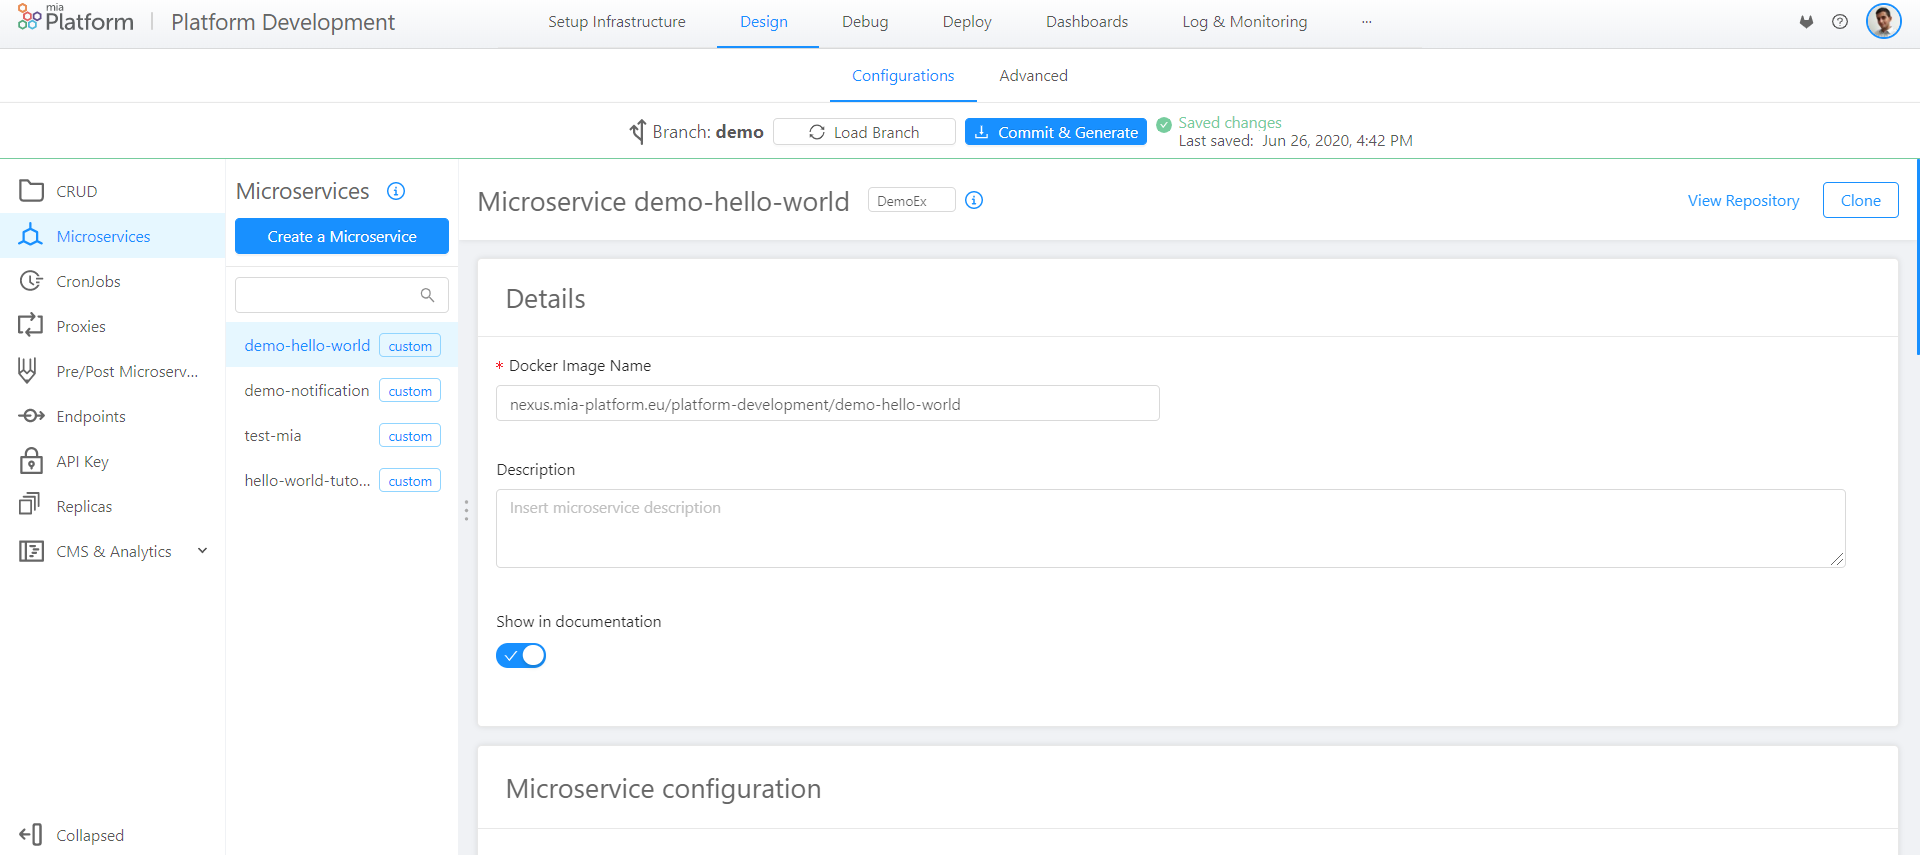 mia
Platform
Platform Development
Setup Infrastructure
Design
Debug
Deploy
Dashboards
Log & Monitoring
...
Configurations
Advanced
Branch: demo
Load Branch
Commit & Generate
Saved changes
Last saved: Jun 26, 2020, 4:42 PM
CRUD
Microservices
CronJobs
Proxies
Pre/Post Microserv...
Endpoints
API Key
Replicas
CMS & Analytics
Collapsed
Microservices
Create a Microservice
demo-hello-world custom
demo-notification custom
test-mia custom
hello-world-tuto... custom
Microservice demo-hello-world
DemoEx
View Repository
Clone
Details
* Docker Image Name
nexus.mia-platform.eu/platform-development/demo-hello-world
Description
Insert microservice description
Show in documentation
Microservice configuration